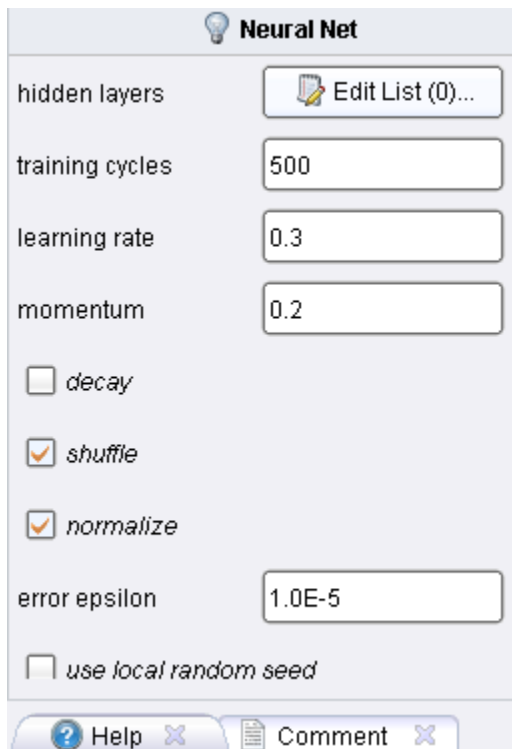 Neural Net
hidden layers Edit List (0)...
training cycles 500
learning rate 0.3
momentum 0.2
decay
shuffle
normalize
error epsilon 1.0E-5
use local random seed
Help Comment